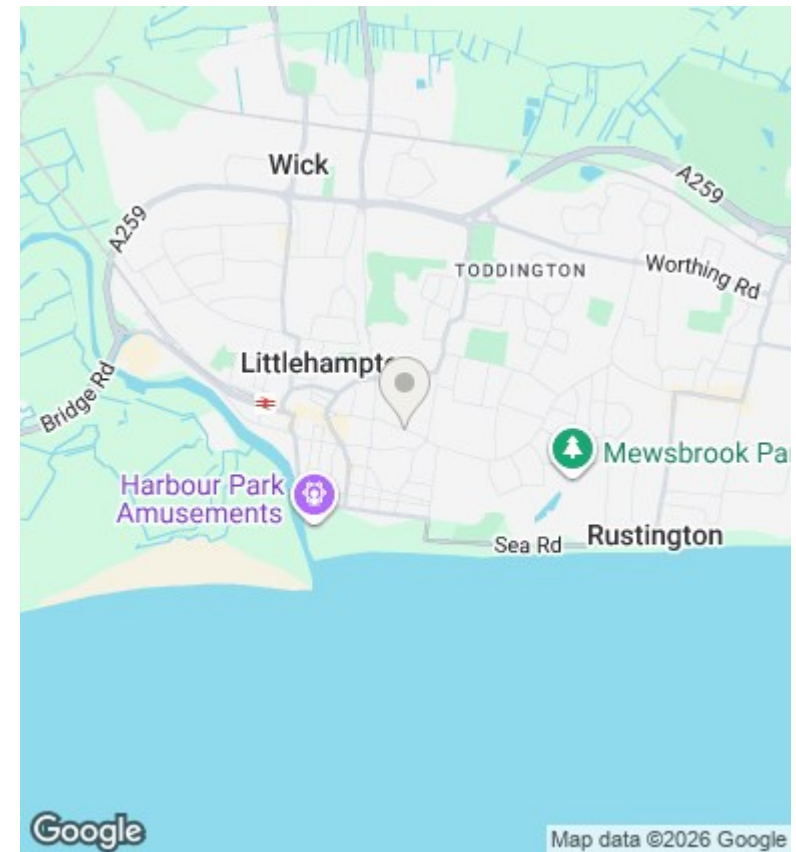 Wick
A259
A259
TODDINGTON
Worthing Rd
Littlehampt
Bridge Rd
Mewsbrook Pa
Harbour Park
Amusements
Sea Rd
Rustington
Google
Map data ©2026 Google